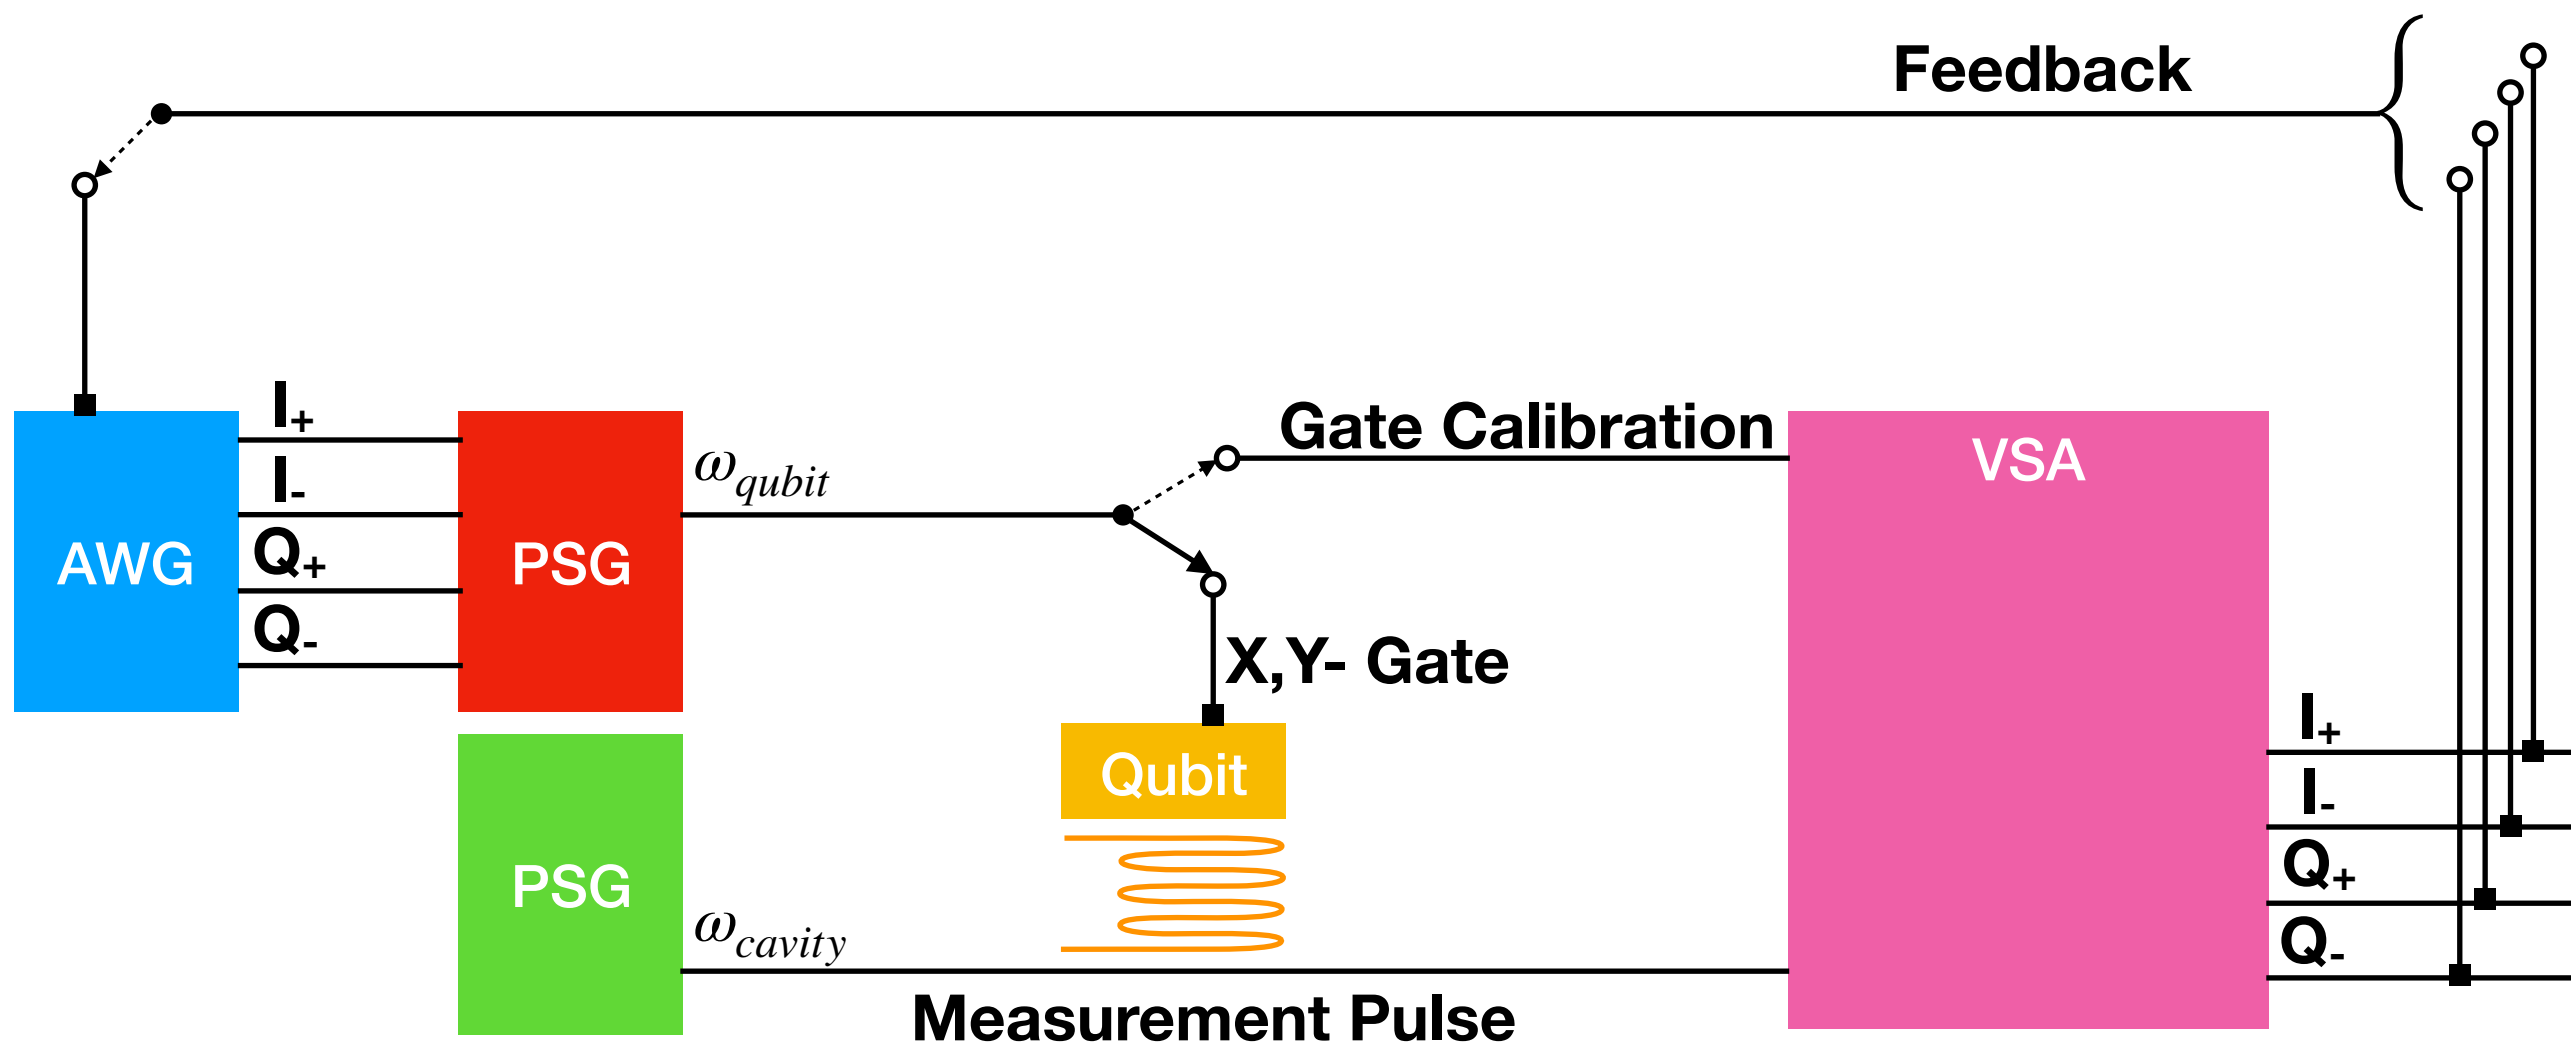 Feedback
I+
I-
Q+
Q-
AWG
PSG
ωqubit
Gate Calibration
VSA
X,Y- Gate
Qubit
PSG
ωcavity
Measurement Pulse
I+
I-
Q+
Q-